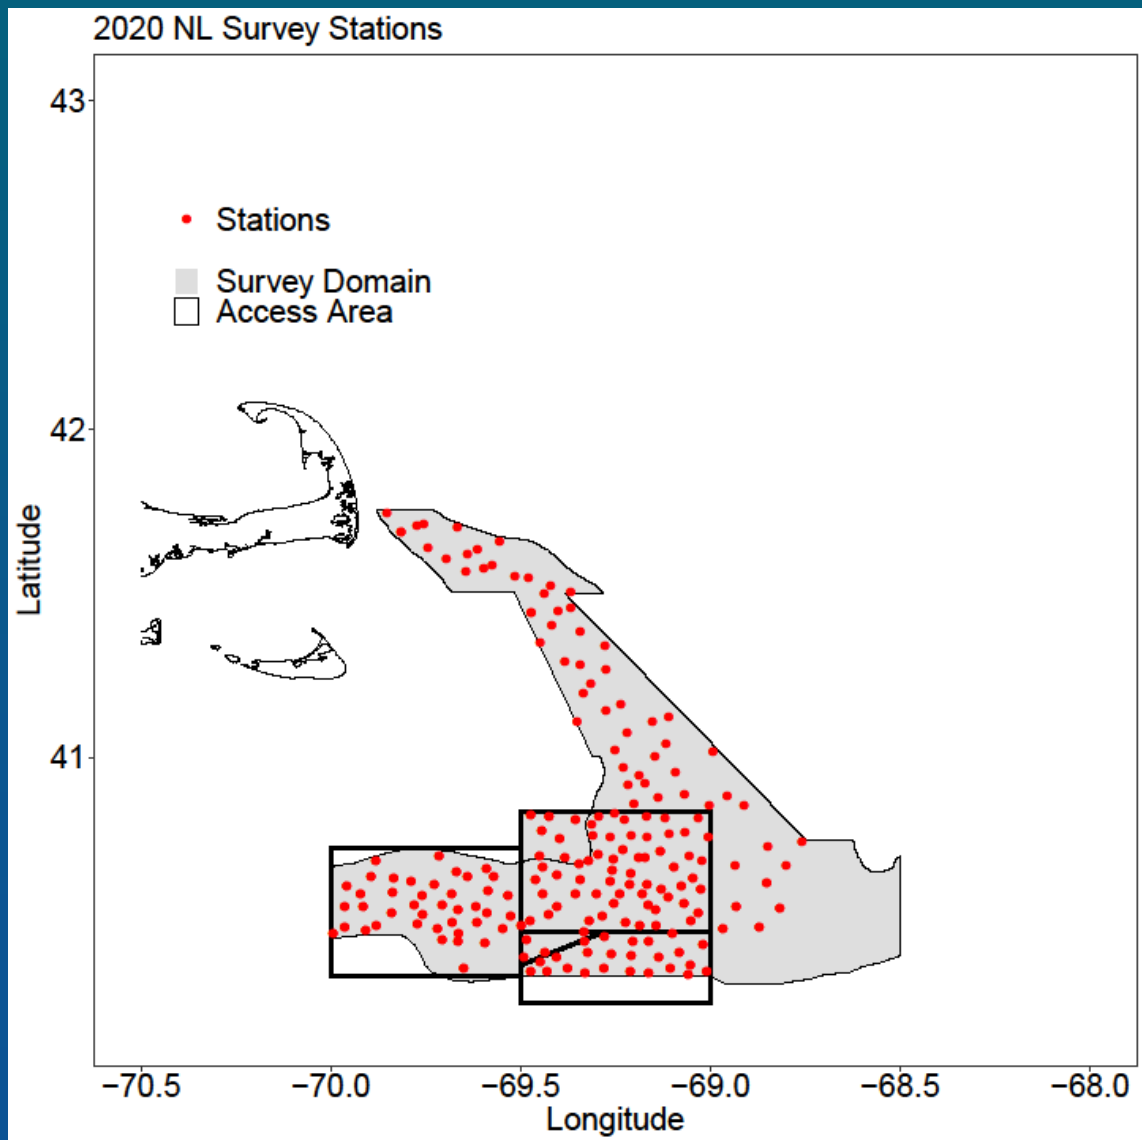 2020 NL Survey Stations
43
Stations
Survey Domain
Access Area
42
41
Latitude
−70.5 −70.0 −69.5 −69.0 −68.5 −68.0
Longitude